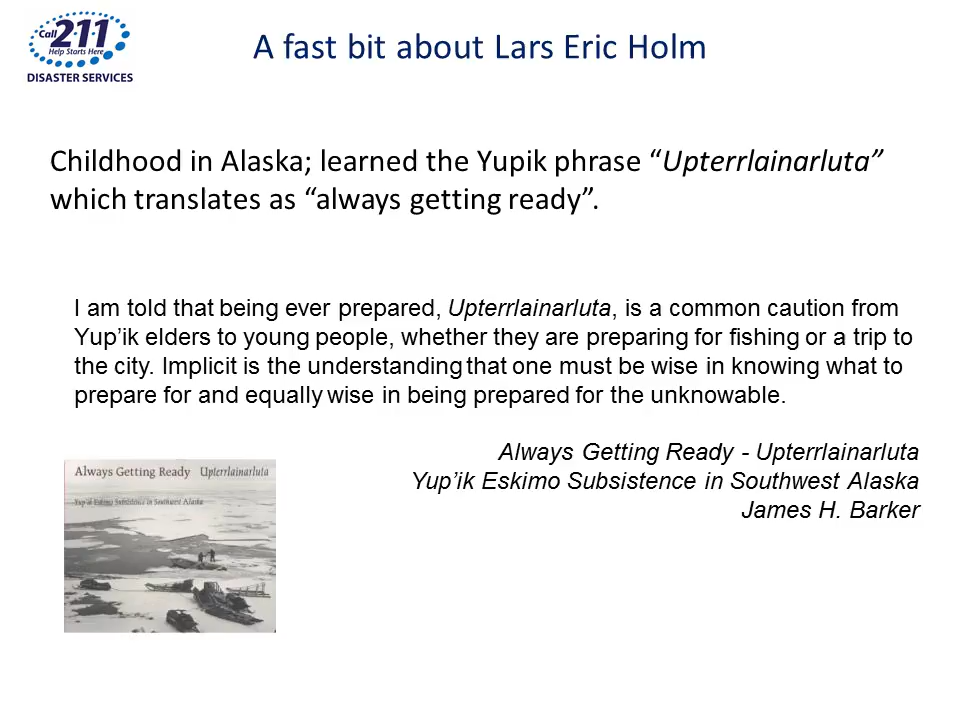 Call
211
Help Starts Here
DISASTER SERVICES
A fast bit about Lars Eric Holm
Childhood in Alaska; learned the Yupik phrase “Upterrlainarluta”
which translates as “always getting ready”.
I am told that being ever prepared, Upterrlainarluta, is a common caution from
Yup’ik elders to young people, whether they are preparing for fishing or a trip to
the city. Implicit is the understanding that one must be wise in knowing what to
prepare for and equally wise in being prepared for the unknowable.
Always Getting Ready - Upterrlainarluta
Yup’ik Eskimo Subsistence in Southwest Alaska
James H. Barker
Always Getting Ready Upterrlainarluta
Yup’ik Eskimo Subsistence in Southwest Alaska